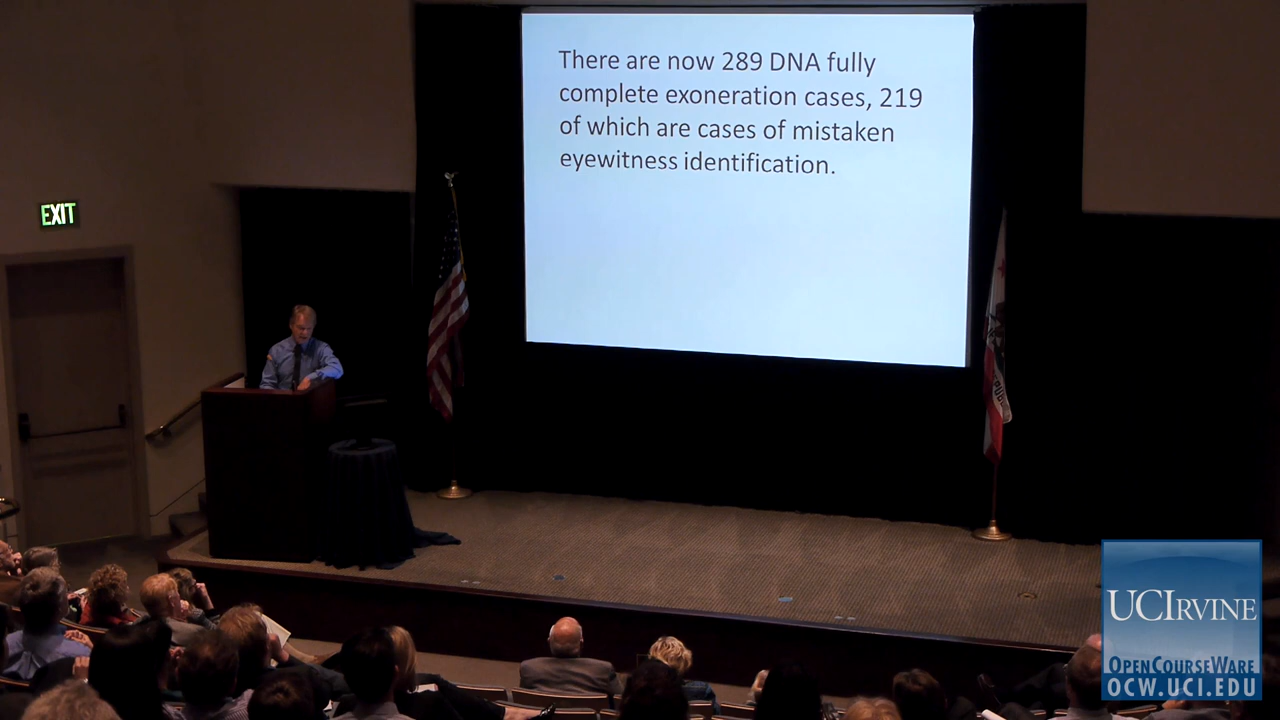 There are now 289 DNA fully
complete exoneration cases, 219
of which are cases of mistaken
eyewitness identification.
EXIT
UCIRVINE
OPENCOURSEWARE
OCW.UCI.EDU